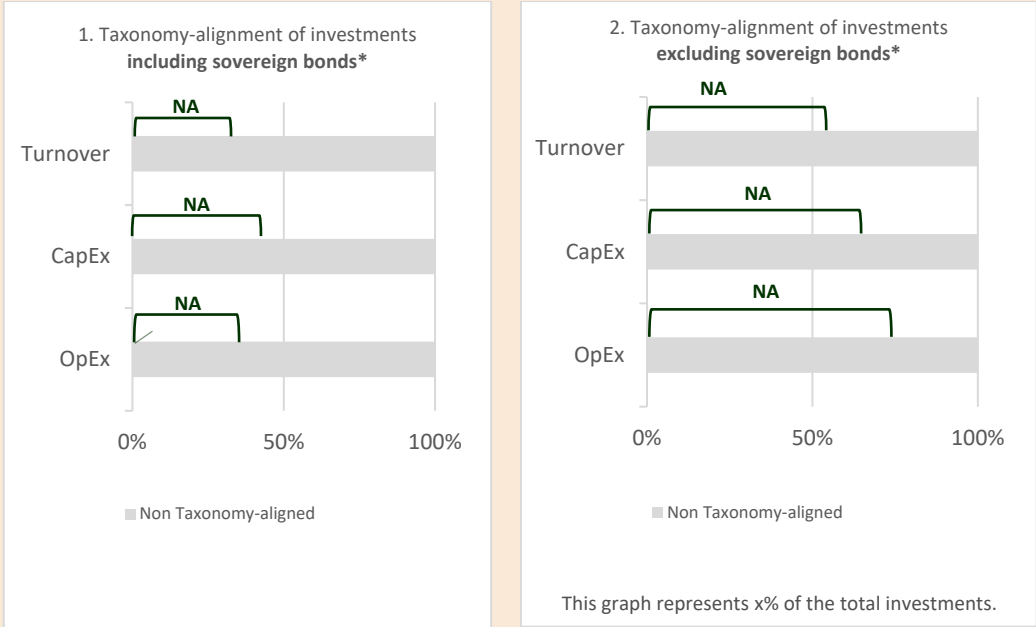 1. Taxonomy-alignment of investments
including sovereign bonds*
NA
Turnover
NA
CapEx
NA
OpEx
0% 50% 100%
Non Taxonomy-aligned
2. Taxonomy-alignment of investments
excluding sovereign bonds*
NA
Turnover
NA
CapEx
NA
OpEx
0% 50% 100%
Non Taxonomy-aligned
This graph represents x% of the total investments.